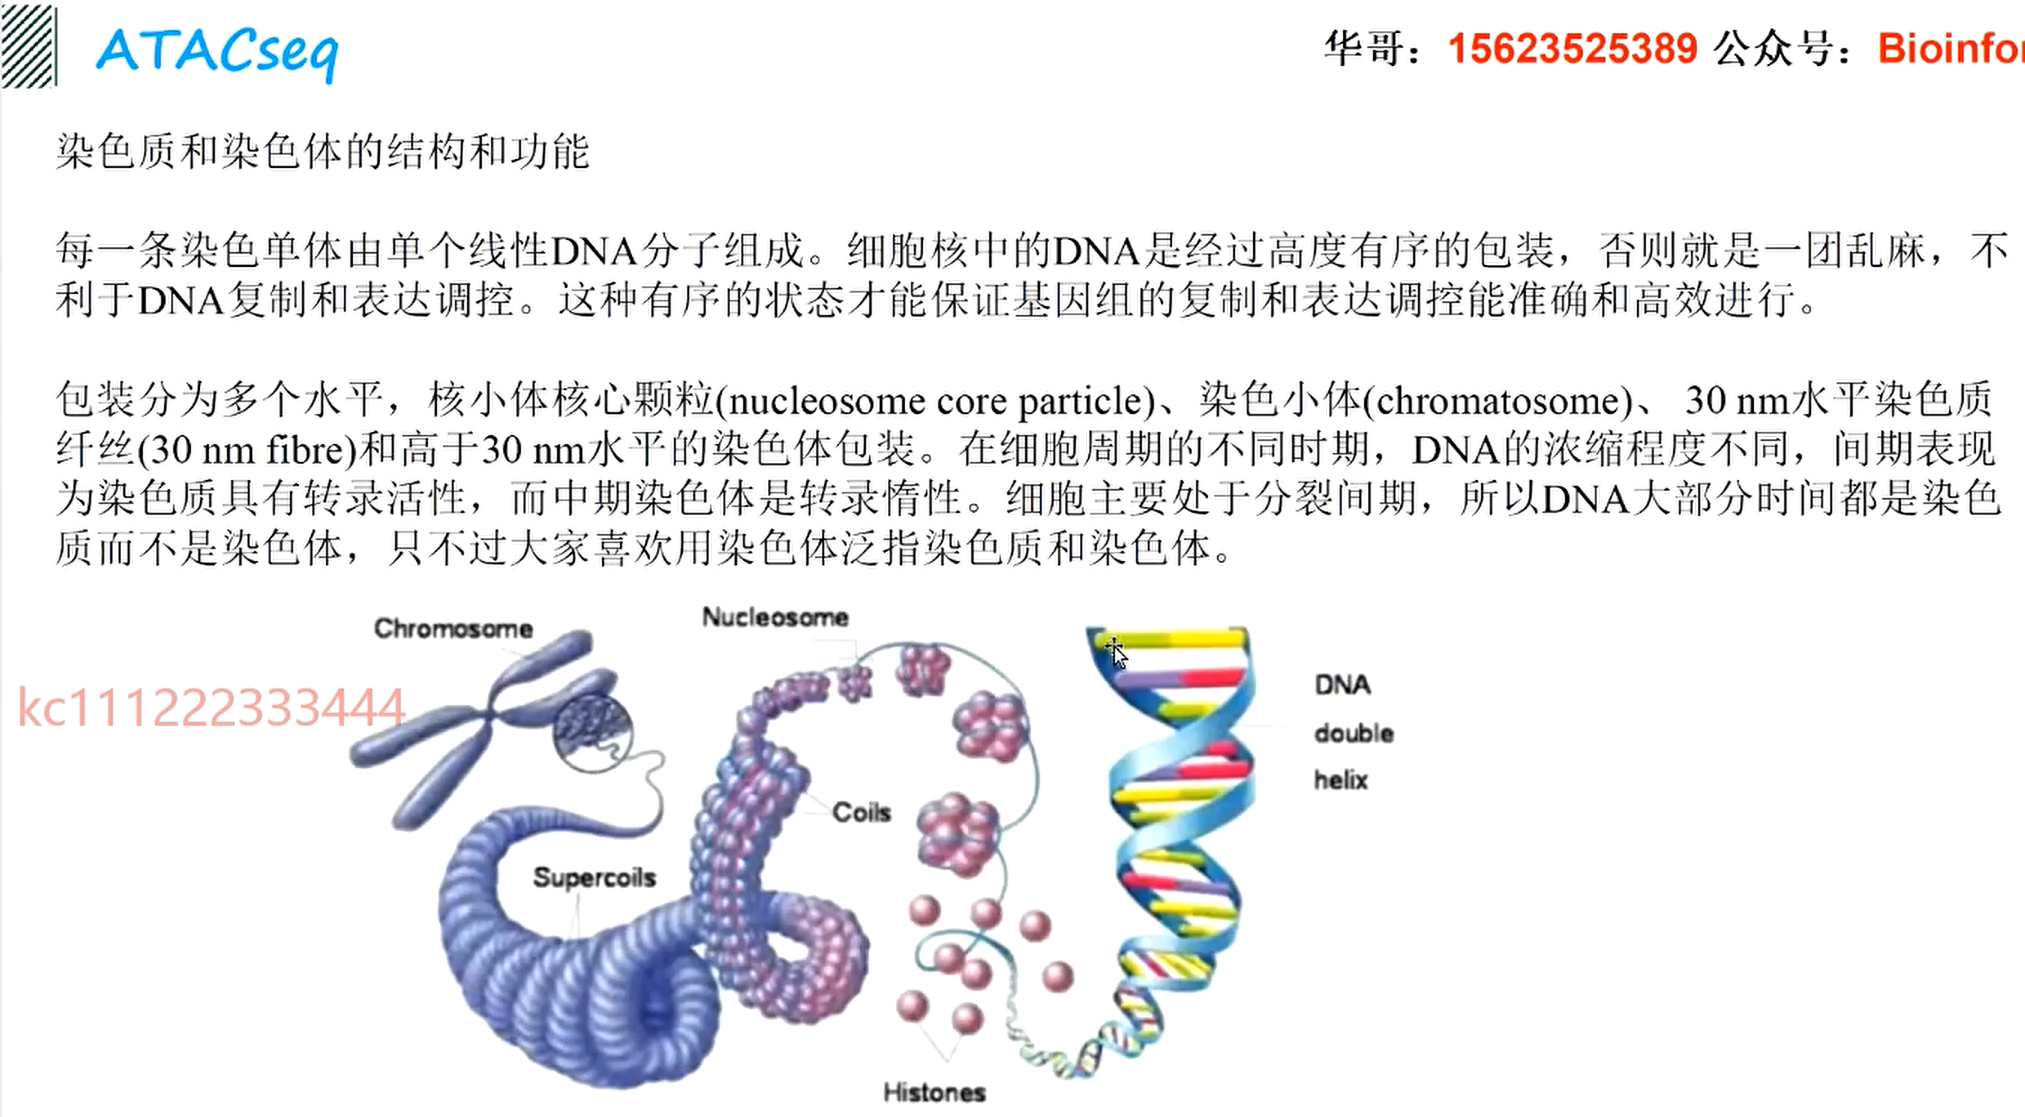 ATACseq
华哥：15623525389 公众号：Bioinfor
染色质和染色体的结构和功能
每一条染色单体由单个线性DNA分子组成。细胞核中的DNA是经过高度有序的包装，否则就是一团乱麻，不
利于DNA复制和表达调控。这种有序的状态才能保证基因组的复制和表达调控能准确和高效进行。
包装分为多个水平，核小体核心颗粒(nucleosome core particle)、染色小体(chromatosome)、 30 nm水平染色质
纤丝(30 nm fibre)和高于30 nm水平的染色体包装。在细胞周期的不同时期，DNA的浓缩程度不同，间期表现
为染色质具有转录活性，而中期染色体是转录惰性。细胞主要处于分裂间期，所以DNA大部分时间都是染色
质而不是染色体，只不过大家喜欢用染色体泛指染色质和染色体。
Chromosome
Nucleosome
kc111222333444
DNA
double
helix
Coils
Supercoils
Histones